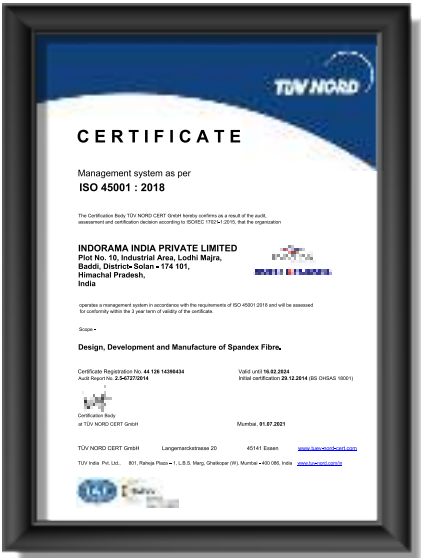 TÜV NORD
CERTIFICATE
Management system as per
ISO 45001 : 2018
The Certification Body TÜV NORD CERT GmbH hereby confirms as a result of the audit,
assessment and certification decision according to ISO/IEC 17021-1:2015, that the organization
INDORAMA INDIA PRIVATE LIMITED
Plot No. 10, Industrial Area, Lodhi Majra,
Baddi, District- Solan - 174 101,
Himachal Pradesh,
India
operates a management system in accordance with the requirements of ISO 45001:2018 and will be assessed
for conformity within the 3 year term of validity of the certificate.
Scope -
Design, Development and Manufacture of Spandex Fibre.
Certificate Registration No. 44 126 14390434 Valid until 16.02.2024
Audit Report No. 2.5-6727/2014 Initial certification 29.12.2014 (BS OHSAS 18001)
Certification Body
at TÜV NORD CERT GmbH Mumbai, 01.07.2021
TÜV NORD CERT GmbH Langemarckstrasse 20 45141 Essen www.tuev-nord-cert.com
TUV India Pvt. Ltd., 801, Raheja Plaza - 1, L.B.S. Marg, Ghatkopar (W), Mumbai - 400 086, India www.tuv-nord.com/in